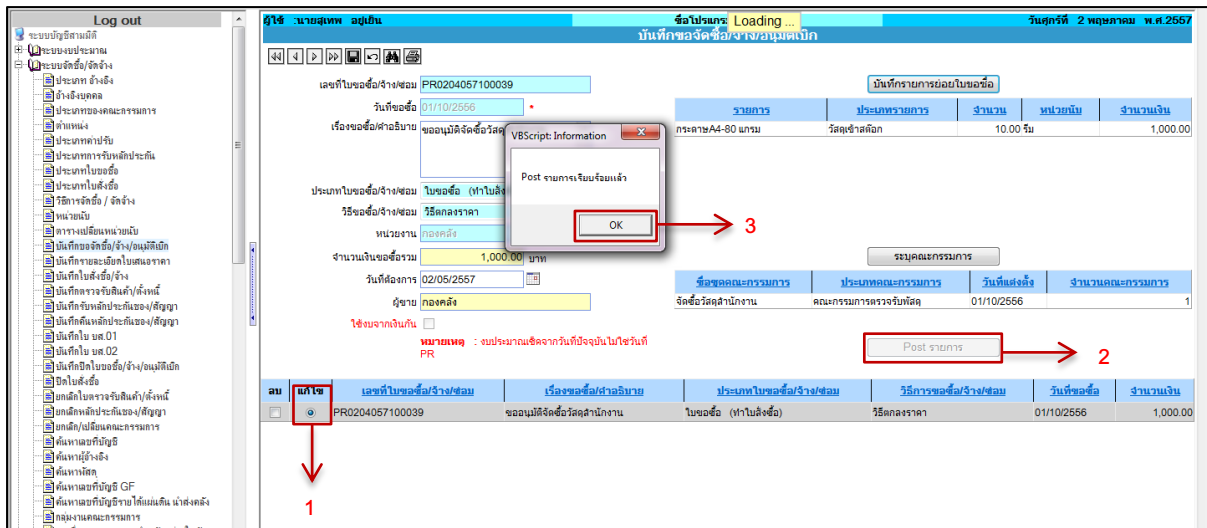 Log out
ระบบบัญชีสามมิติ
ระบบงบประมาณ
ระบบจัดซื้อ/จัดจ้าง
ประเภท อ้างอิง
อ้างอิงบุคคล
ประเภทของคณะกรรมการ
ตำแหน่ง
ประเภทค่าปรับ
ประเภทการรับหลักประกัน
ประเภทใบขอซื้อ
ประเภทใบสั่งซื้อ
วิธีการจัดซื้อ / จัดจ้าง
หน่วยนับ
ตารางเปลี่ยนหน่วยนับ
บันทึกขอจัดซื้อ/จ้าง/อนุมัติเบิก
บันทึกรายละเอียดใบเสนอราคา
บันทึกใบสั่งซื้อ/จ้าง
บันทึกตรวจรับสินค้า/ตั้งหนี้
บันทึกรับหลักประกันซอง/สัญญา
บันทึกคืนหลักประกันซอง/สัญญา
บันทึกใบ บศ.01
บันทึกใบ บศ.02
บันทึกปิดใบขอซื้อ/จ้าง/อนุมัติเบิก
ปิดใบสั่งซื้อ
ยกเลิกใบตรวจรับสินค้า/ตั้งหนี้
ยกเลิกหลักประกันซอง/สัญญา
ยกเลิก/เปลี่ยนคณะกรรมการ
ค้นหาเลขที่บัญชี
ค้นหาผู้อ้างอิง
ค้นหาพัสดุ
ค้นหาเลขที่บัญชี GF
ค้นหาเลขที่บัญชีรายได้แผ่นดิน นำส่งคลัง
กลุ่มงานคณะกรรมการ
ผู้ใช้ :นายสุเทพ อยู่เย็น ชื่อโปรแกร Loading ... วันศุกร์ที่ 2 พฤษภาคม พ.ศ.2557
บันทึกขอจัดซื้อ/จ้าง/อนุมัติเบิก
เลขที่ใบขอซื้อ/จ้าง/ซ่อม PR0204057100039 บันทึกรายการย่อยใบขอซื้อ
วันที่ขอซื้อ 01/10/2556 *
รายการ ประเภทรายการ จำนวน หน่วยนับ จำนวนเงิน
เรื่องขอซื้อ/คำอธิบาย ขออนุมัติจัดซื้อวัสดุ
กระดาษA4-80 แกรม วัสดุเข้าสต๊อก 10.00 รีม 1,000.00
VBScript: Information
Post รายการเรียบร้อยแล้ว
OK
3
ประเภทใบขอซื้อ/จ้าง/ซ่อม ใบขอซื้อ (ทำใบสั่ง
วิธีขอซื้อ/จ้าง/ซ่อม วิธีตกลงราคา
หน่วยงาน กองคลัง
จำนวนเงินขอซื้อรวม 1,000.00 บาท ระบุคณะกรรมการ
วันที่ต้องการ 02/05/2557
ชื่อชุดคณะกรรมการ ประเภทคณะกรรมการ วันที่แต่งตั้ง จำนวนคณะกรรมการ
ผู้ขาย กองคลัง
จัดซื้อวัสดุสำนักงาน คณะกรรมการตรวจรับพัสดุ 01/10/2556 1
ใช้งบจากเงินกัน
หมายเหตุ : งบประมาณเช็คจากวันที่ปัจจุบันไม่ใช่วันที่
PR
Post รายการ
2
ลบ แก้ไข เลขที่ใบขอซื้อ/จ้าง/ซ่อม เรื่องขอซื้อ/คำอธิบาย ประเภทใบขอซื้อ/จ้าง/ซ่อม วิธีการขอซื้อ/จ้าง/ซ่อม วันที่ขอซื้อ จำนวนเงิน
PR0204057100039 ขออนุมัติจัดซื้อวัสดุสำนักงาน ใบขอซื้อ (ทำใบสั่งซื้อ) วิธีตกลงราคา 01/10/2556 1,000.00
1